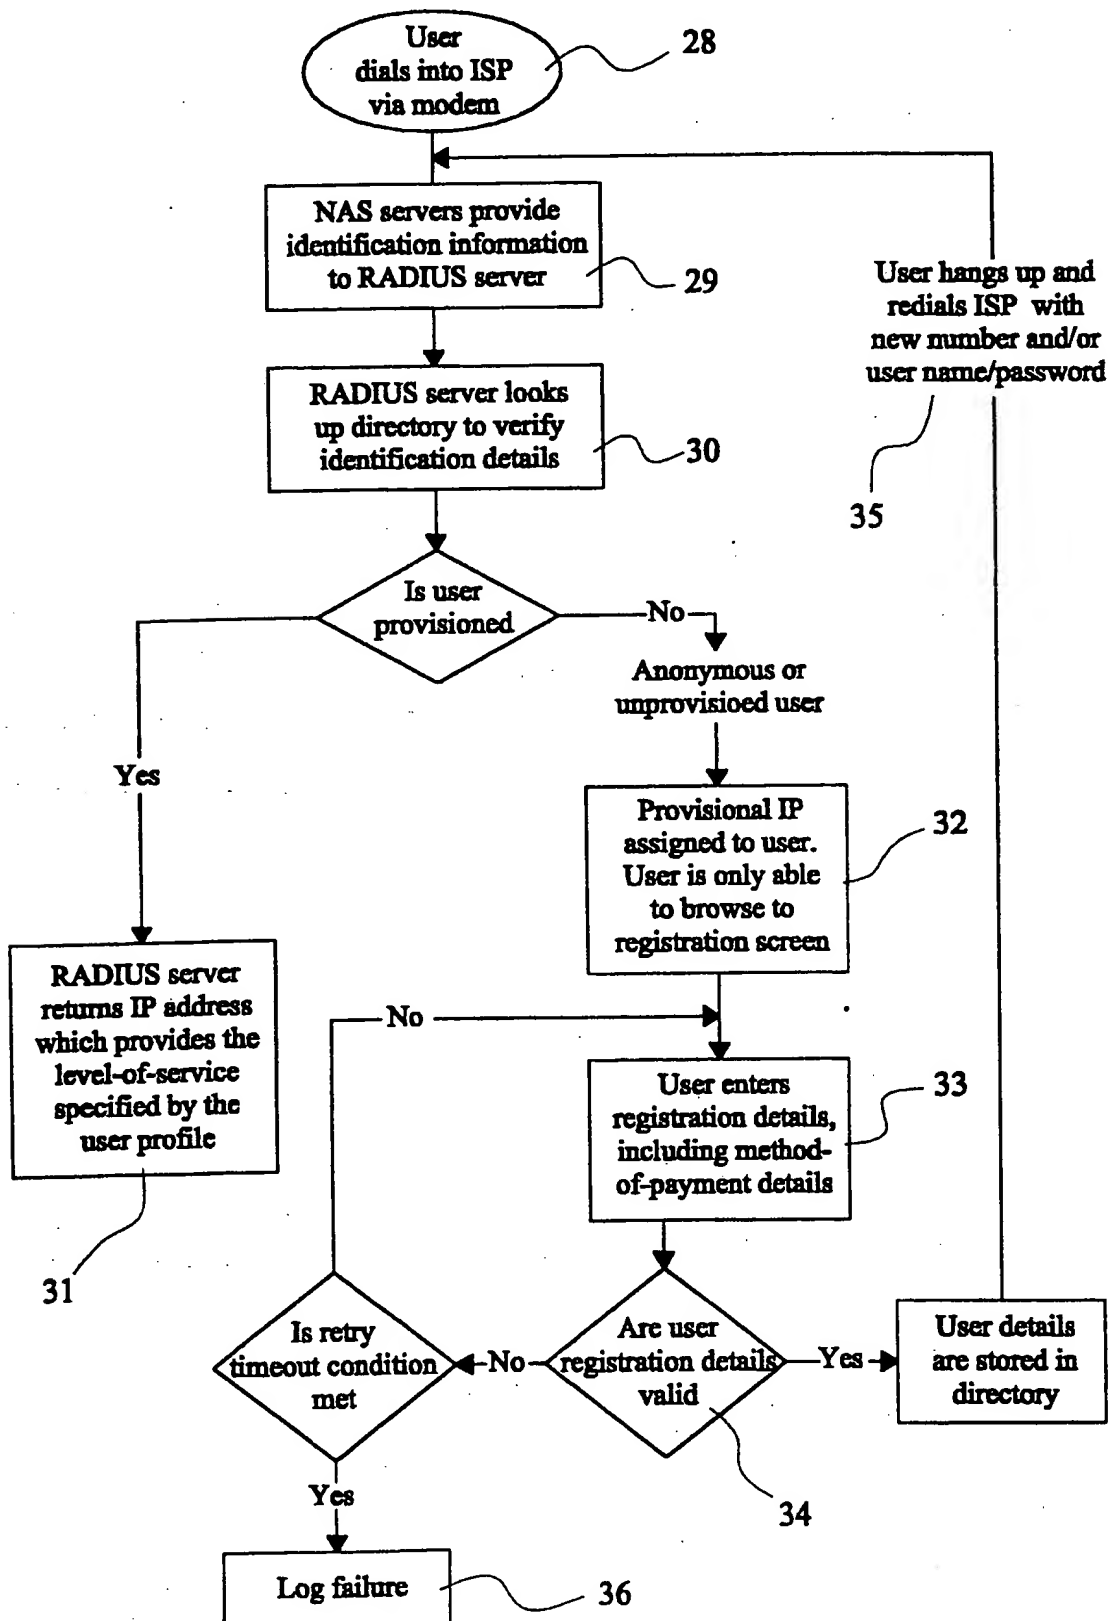 User
dials into ISP
via modem
28
NAS servers provide
identification information
to RADIUS server
29
User hangs up and
redials ISP with
new number and/or
user name/password
35
RADIUS server looks
up directory to verify
identification details
30
Is user
provisioned
No
Anonymous or
unprovisioed user
Yes
Provisional IP
assigned to user.
User is only able
to browse to
registration screen
32
RADIUS server
returns IP address
which provides the
level-of-service
specified by the
user profile
31
No
User enters
registration details,
including method-
of-payment details
33
Is retry
timeout condition
met
No
Are user
registration details
valid
34
Yes
User details
are stored in
directory
Yes
Log failure
36